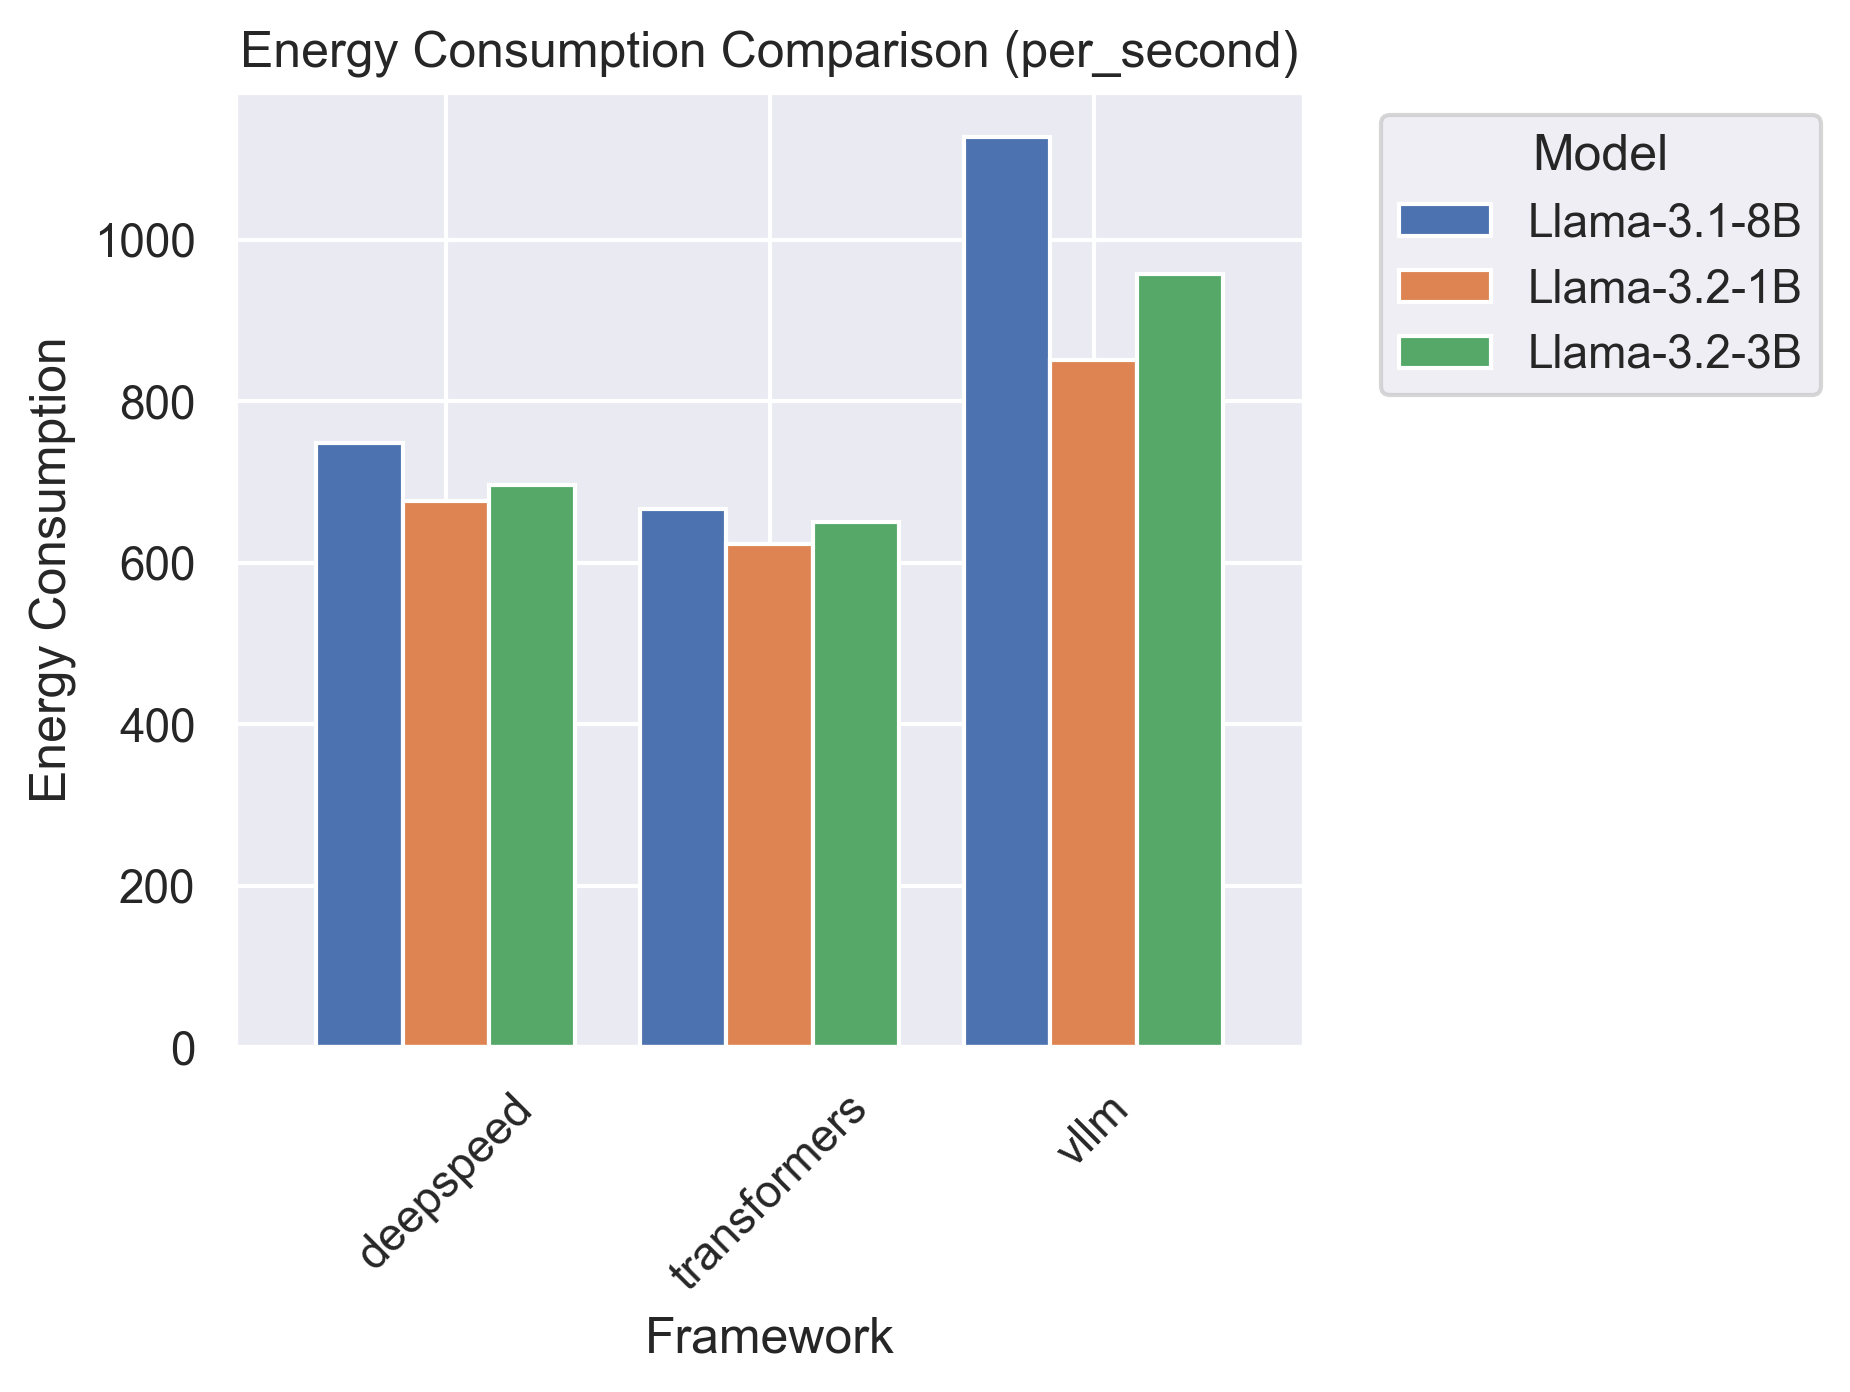 Energy Consumption Comparison (per_second)
Energy Consumption
1000
800
600
400
200
0
deepspeed
transformers
vllm
Framework
Model
Llama-3.1-8B
Llama-3.2-1B
Llama-3.2-3B